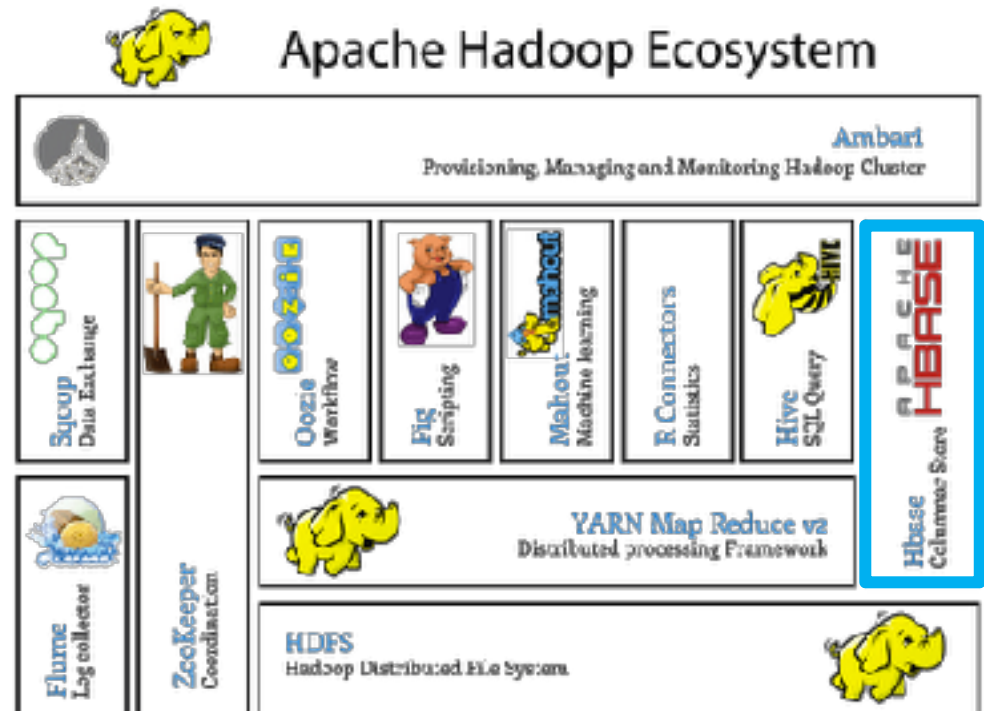 Apache Hadoop Ecosystem
Ambari
Provisioning, Managing and Monitoring Hadoop Cluster
Sqoop
Data Exchange
oozie
Oozie
Workflow
Pig
Scripting
mahout
Mahout
Machine learning
R Connectors
Statistics
HIVE
Hive
SQL Query
APACHE
HBASE
Hbase
Columnar Store
Flume
Log collector
ZooKeeper
Coordination
YARN Map Reduce v2
Distributed processing Framework
HDFS
Hadoop Distributed File System